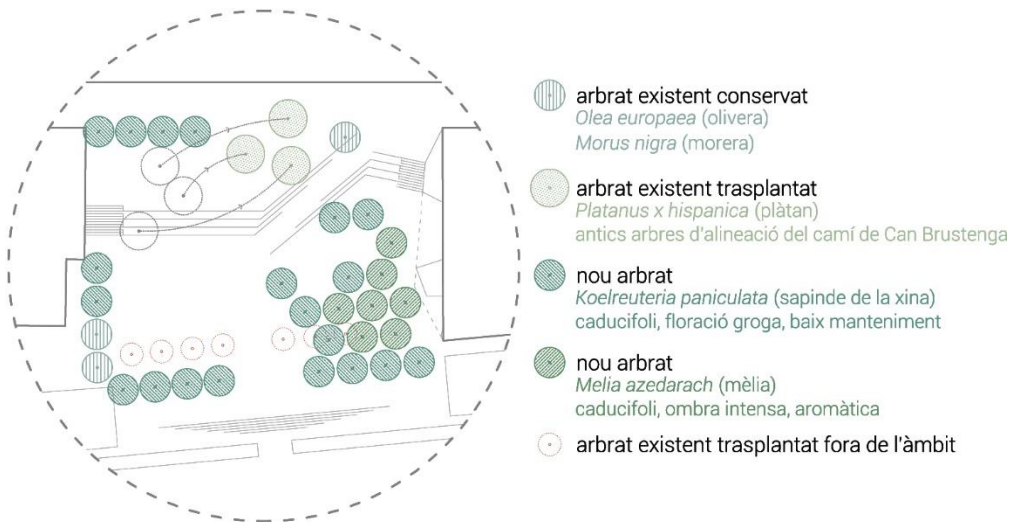 arbrat existent conservat
Olea europaea (olivera)
Morus nigra (morera)
arbrat existent trasplantat
Platanus x hispanica (plàtan)
antics arbres d'alineació del camí de Can Brustenga
nou arbrat
Koelreuteria paniculata (sapinde de la xina)
caducifoli, floració groga, baix manteniment
nou arbrat
Melia azedarach (mèlia)
caducifoli, ombra intensa, aromàtica
arbrat existent trasplantat fora de l'àmbit